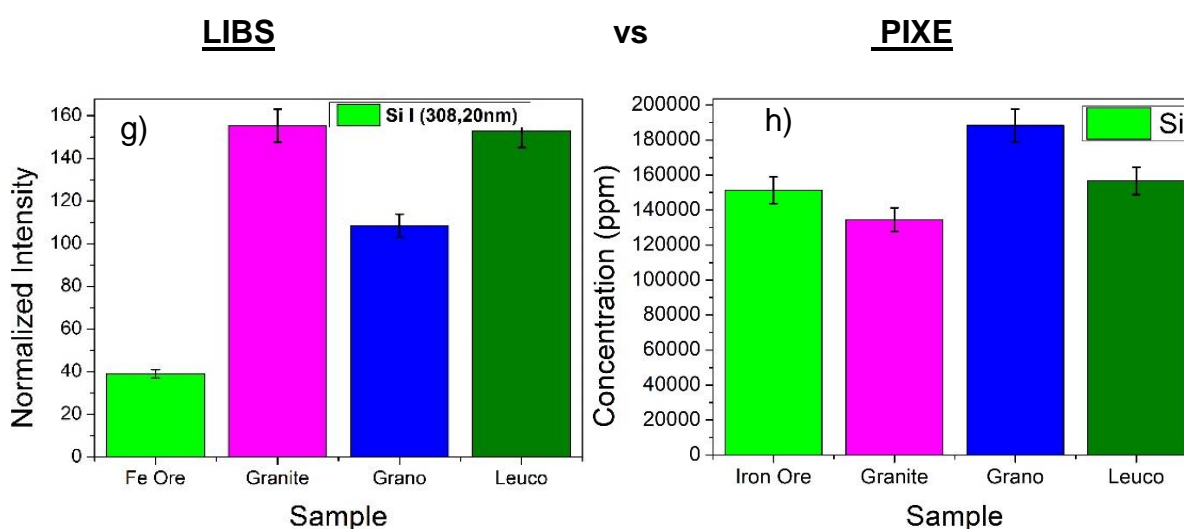 LIBS vs PIXE
g)
Si I (308,20nm)
Normalized Intensity
160
140
120
100
80
60
40
20
0
Fe Ore Granite Grano Leuco
Sample
h)
Si
Concentration (ppm)
200000
180000
160000
140000
120000
100000
80000
60000
40000
20000
0
Iron Ore Granite Grano Leuco
Sample